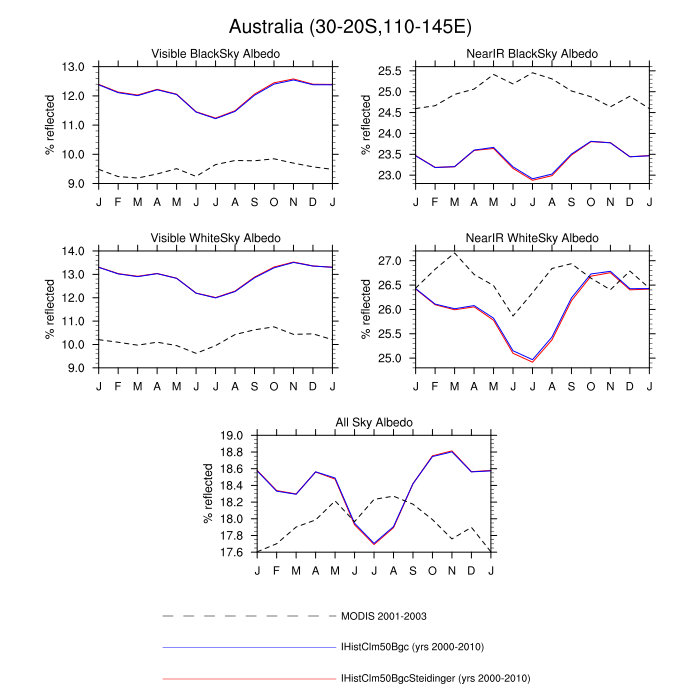 Australia (30-20S,110-145E)
Visible BlackSky Albedo
% reflected
13.0
12.0
11.0
10.0
9.0
J F M A M J J A S O N D J
NearIR BlackSky Albedo
% reflected
25.5
25.0
24.5
24.0
23.5
23.0
J F M A M J J A S O N D J
Visible WhiteSky Albedo
% reflected
14.0
13.0
12.0
11.0
10.0
9.0
J F M A M J J A S O N D J
NearIR WhiteSky Albedo
% reflected
27.0
26.5
26.0
25.5
25.0
J F M A M J J A S O N D J
All Sky Albedo
% reflected
19.0
18.8
18.6
18.4
18.2
18.0
17.8
17.6
J F M A M J J A S O N D J
MODIS 2001-2003
IHistClm50Bgc (yrs 2000-2010)
IHistClm50BgcSteidinger (yrs 2000-2010)